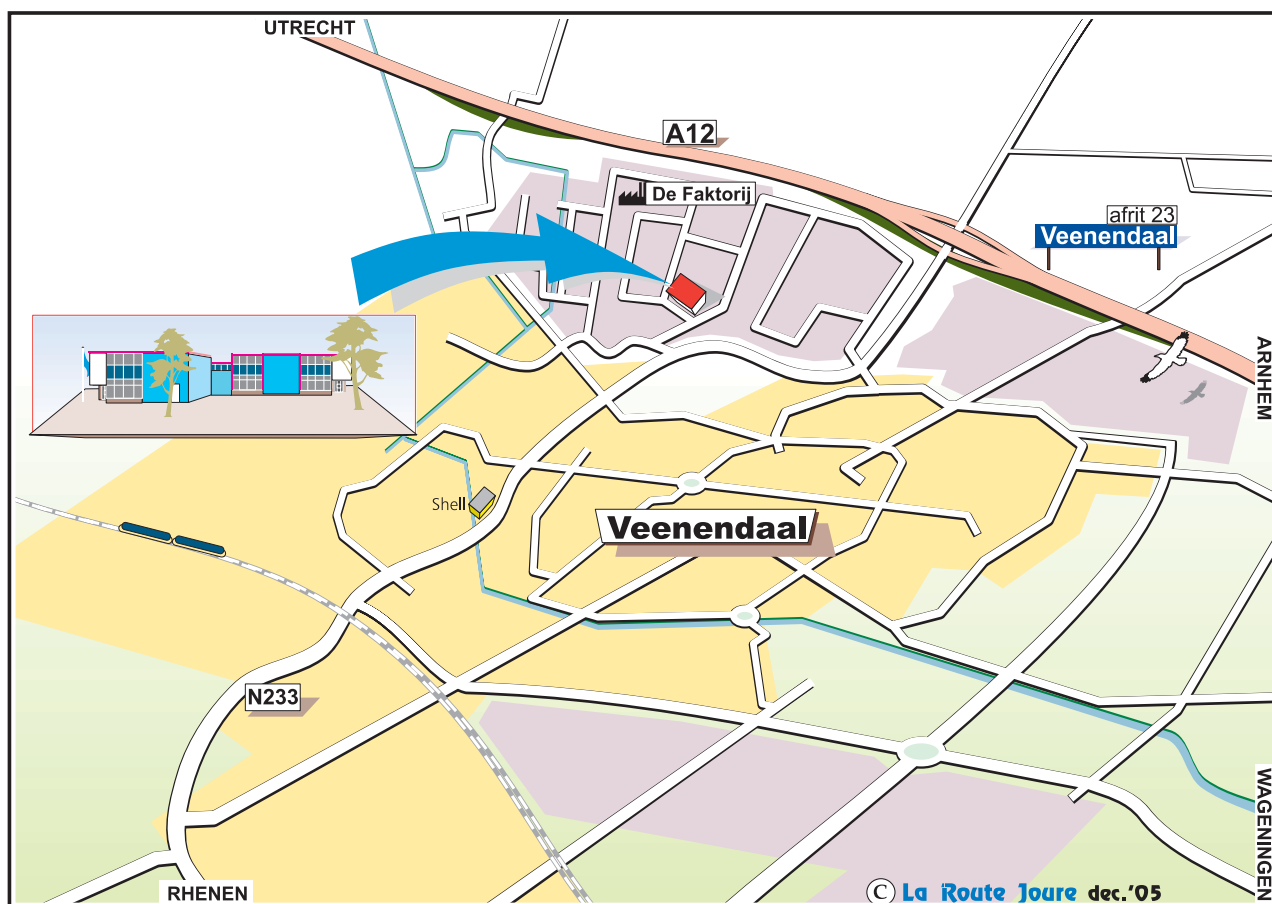 UTRECHT
A12
De Faktorij
afrit 23
Veenendaal
ARNHEM
Shell
Veenendaal
N233
WAGENINGEN
RHENEN
© La Route Joure dec.'05